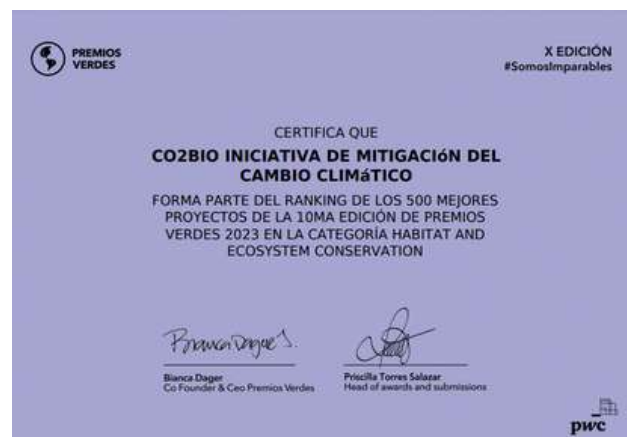 PREMIOS
VERDES
X EDICIÓN
#SomosImparables
CERTIFICA QUE
CO2BIO INICIATIVA DE MITIGACIóN DEL
CAMBIO CLIMáTICO
FORMA PARTE DEL RANKING DE LOS 500 MEJORES
PROYECTOS DE LA 10MA EDICIÓN DE PREMIOS
VERDES 2023 EN LA CATEGORÍA HABITAT AND
ECOSYSTEM CONSERVATION
Bianca Dager
Bianca Dager
Co Founder & Ceo Premios Verdes
Priscilla Torres Salazar
Head of awards and submissions
pwc